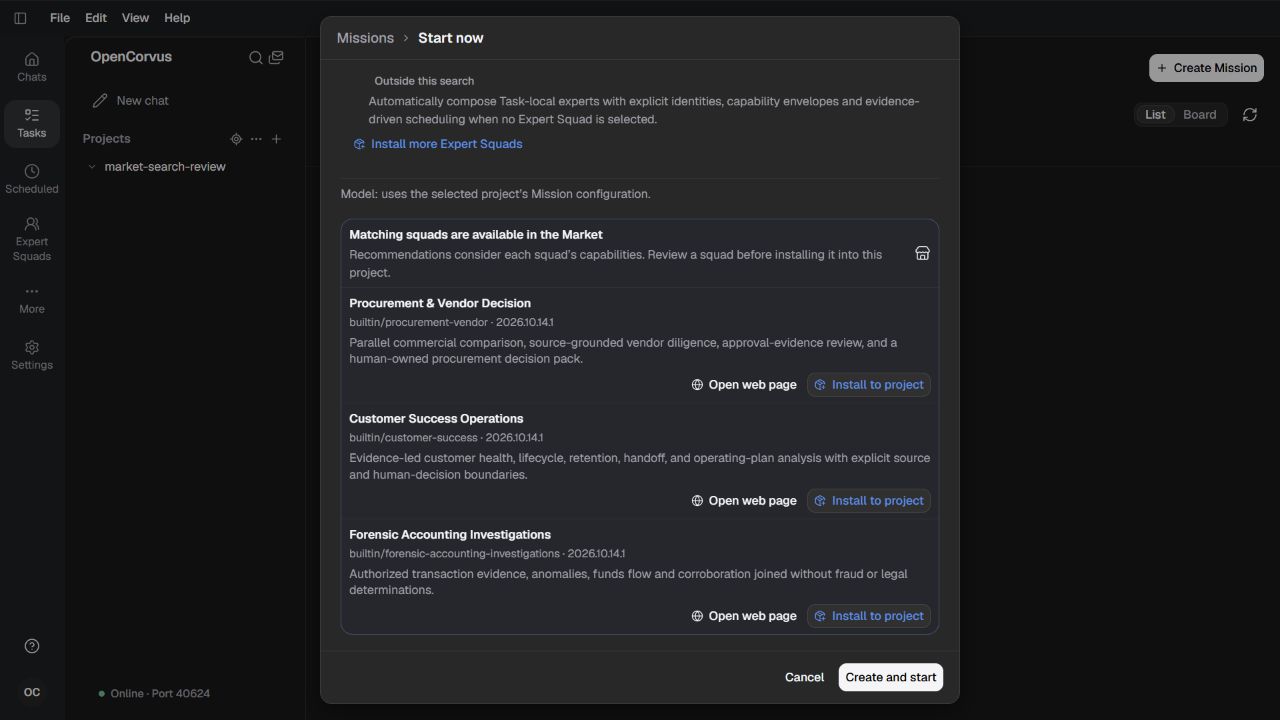 File Edit View Help
Chats
Tasks
Scheduled
Expert
Squads
More
Settings
OC
OpenCorvus
New chat
Projects
market-search-review
Online · Port 40624
Create Mission
List Board
Missions › Start now
Outside this search
Automatically compose Task-local experts with explicit identities, capability envelopes and evidence-
driven scheduling when no Expert Squad is selected.
Install more Expert Squads
Model: uses the selected project's Mission configuration.
Matching squads are available in the Market
Recommendations consider each squad's capabilities. Review a squad before installing it into this
project.
Procurement & Vendor Decision
builtin/procurement-vendor · 2026.10.14.1
Parallel commercial comparison, source-grounded vendor diligence, approval-evidence review, and a
human-owned procurement decision pack.
Open web page Install to project
Customer Success Operations
builtin/customer-success · 2026.10.14.1
Evidence-led customer health, lifecycle, retention, handoff, and operating-plan analysis with explicit source
and human-decision boundaries.
Open web page Install to project
Forensic Accounting Investigations
builtin/forensic-accounting-investigations · 2026.10.14.1
Authorized transaction evidence, anomalies, funds flow and corroboration joined without fraud or legal
determinations.
Open web page Install to project
Cancel Create and start